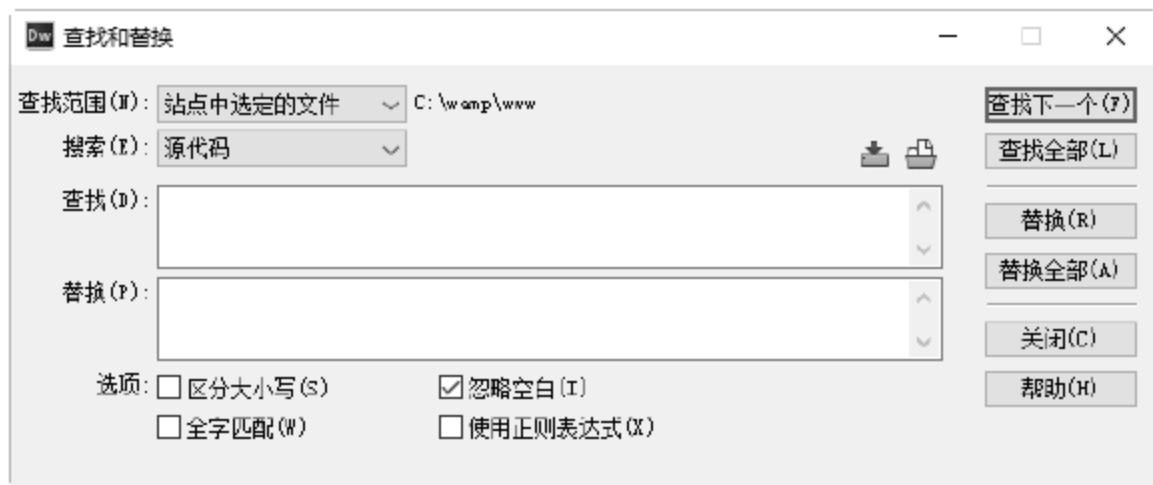 Dw 查找和替换
查找范围(N): 站点中选定的文件 C:\wamp\www 查找下一个(F)
搜索(E): 源代码 查找全部(L)
查找(D):
替换(R)
替换全部(A)
替换(P):
关闭(C)
选项: 区分大小写(S) 忽略空白(I) 帮助(H)
全字匹配(W) 使用正则表达式(X)